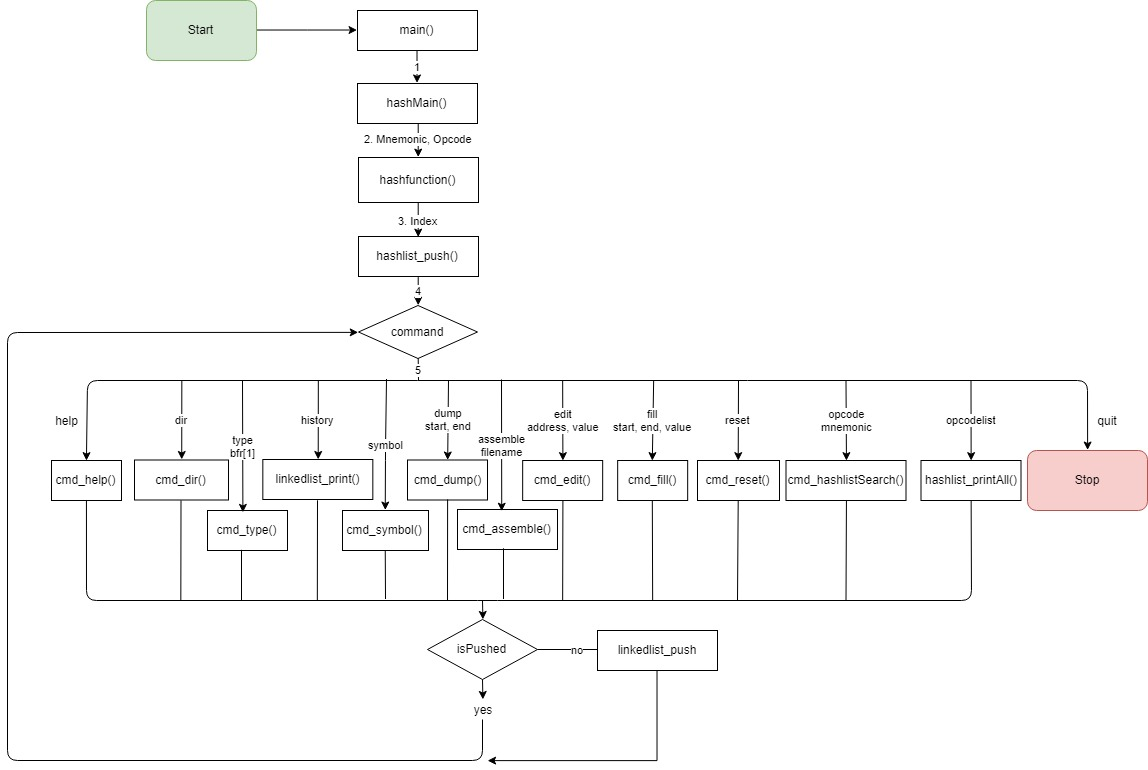 Start
main()
1
hashMain()
2. Mnemonic, Opcode
hashfunction()
3. Index
hashlist_push()
4
command
5
help
dir
type
bfr[1]
history
symbol
dump
start, end
assemble
filename
edit
address, value
fill
start, end, value
reset
opcode
mnemonic
opcodelist
quit
cmd_help()
cmd_dir()
cmd_type()
linkedlist_print()
cmd_symbol()
cmd_dump()
cmd_assemble()
cmd_edit()
cmd_fill()
cmd_reset()
cmd_hashlistSearch()
hashlist_printAll()
Stop
isPushed
no
linkedlist_push
yes